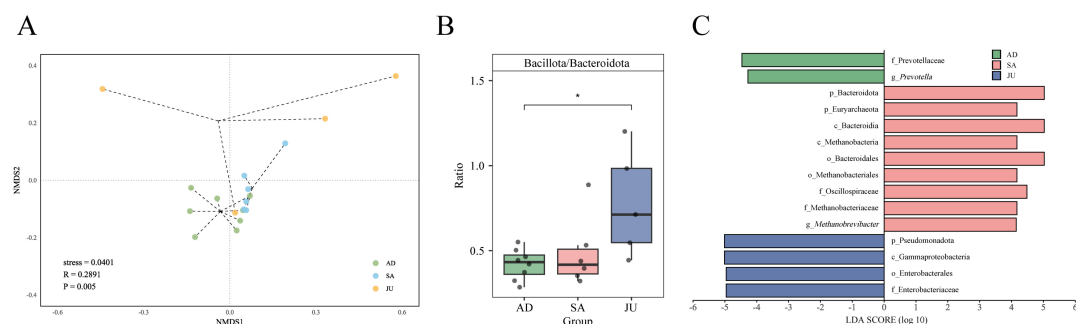 A
0.4
0.2
0.0
-0.2
-0.4
NMDS2
stress = 0.0401
R = 0.2891
P = 0.005
AD
SA
JU
-0.6
-0.3
0.0
0.3
0.6
NMDS1
B
Bacillota/Bacteroidota
*
1.5
1.0
0.5
Ratio
AD
SA
JU
Group
C
AD
SA
JU
f_Prevotellaceae
g_Prevotella
p_Bacteroidota
p_Euryarchaeota
c_Bacteroidia
c_Methanobacteria
o_Bacteroidales
o_Methanobacteriales
f_Oscillospiraceae
f_Methanobacteriaceae
g_Methanobrevibacter
p_Pseudomonadota
c_Gammaproteobacteria
o_Enterobacterales
f_Enterobacteriaceae
-6 -5 -4 -3 -2 -1 0 1 2 3 4 5 6
LDA SCORE (log 10)